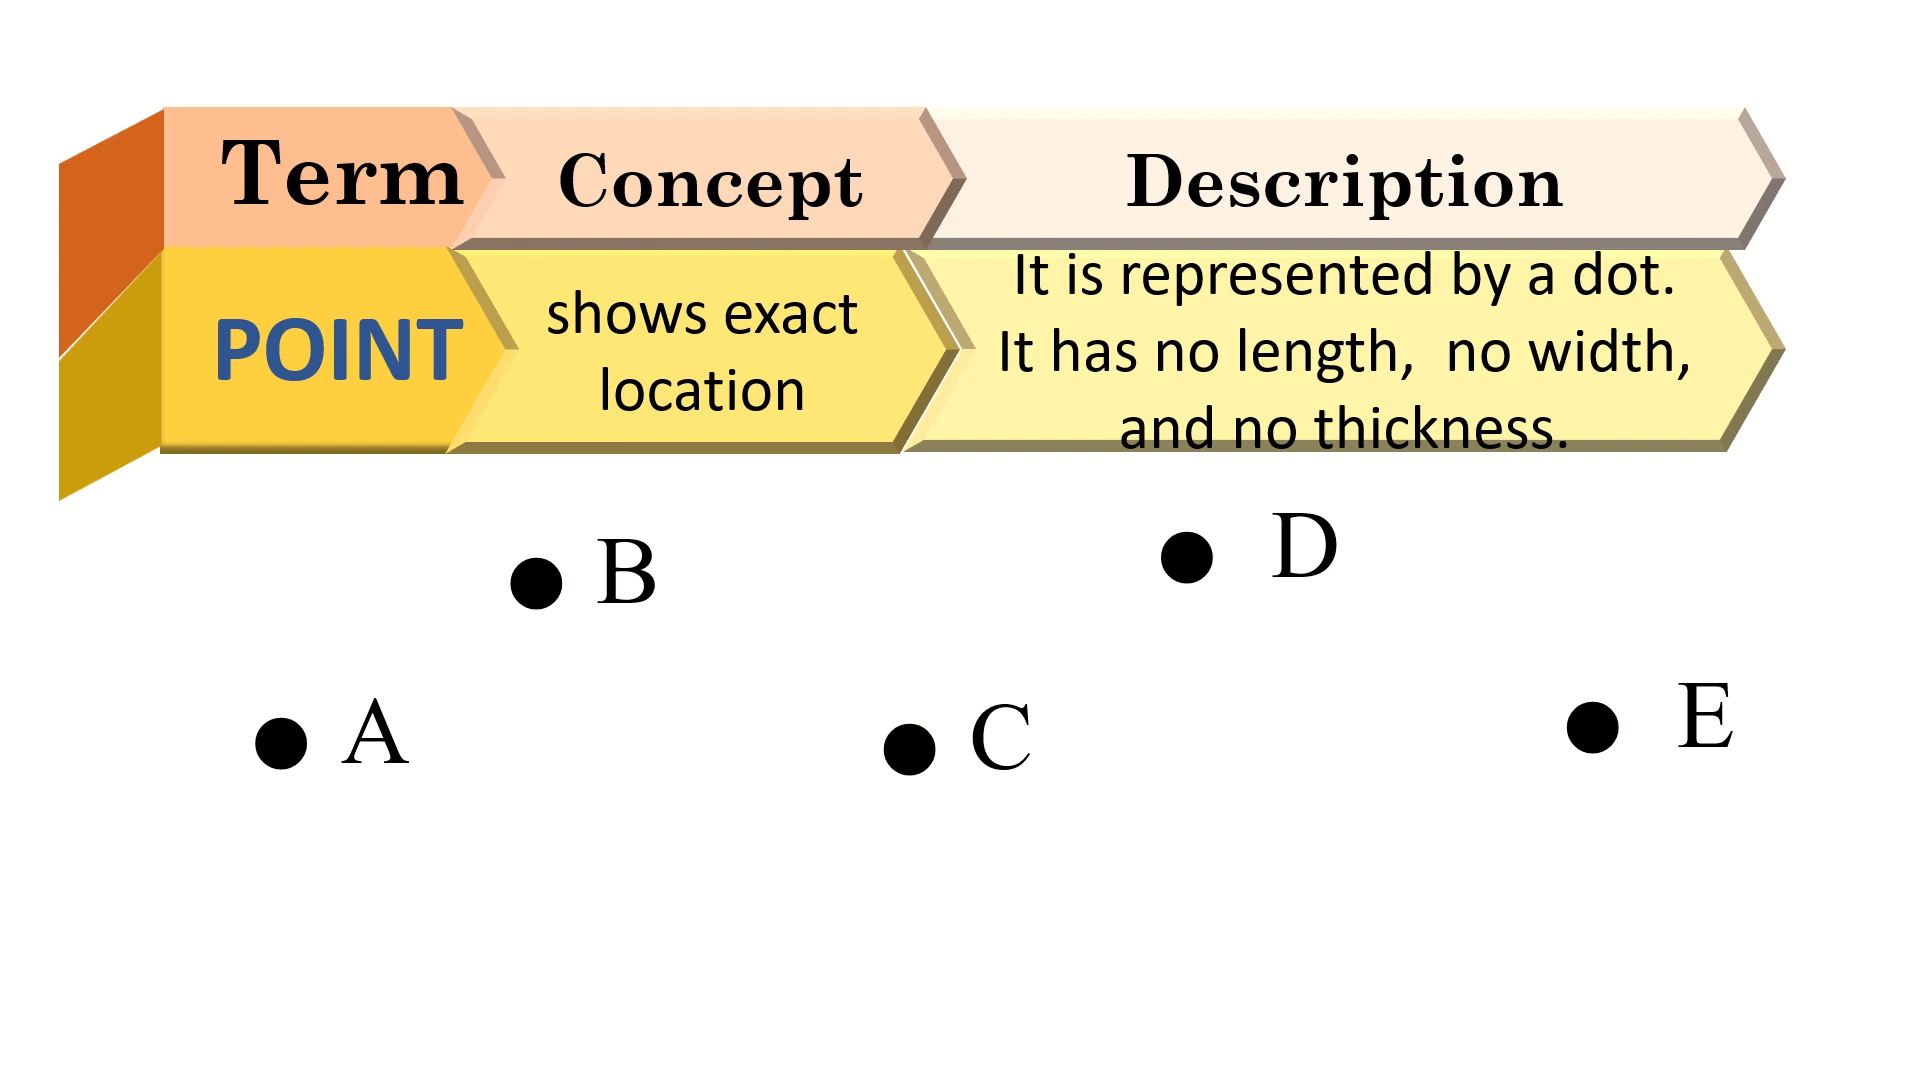 Term
Concept
Description
POINT
shows exact
location
It is represented by a dot.
It has no length,  no width,
and no thickness.
B
D
A
C
E